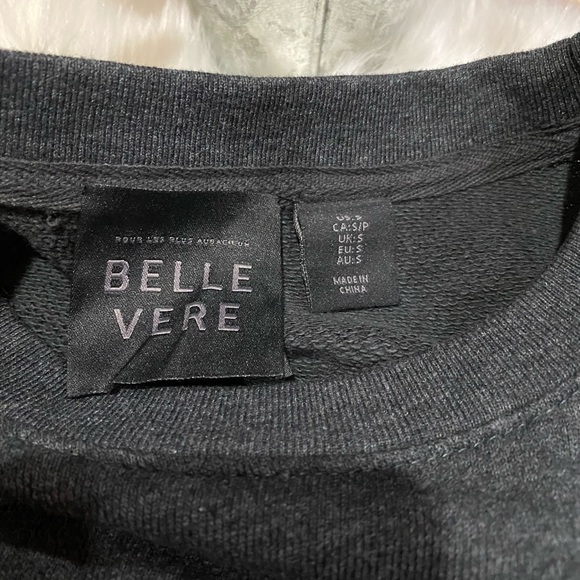 POUR LES PLUS AUDACIEUX
BELLE
VERE
US:S
CA:S/P
UK:S
EU:S
AU:S
MADE IN
CHINA